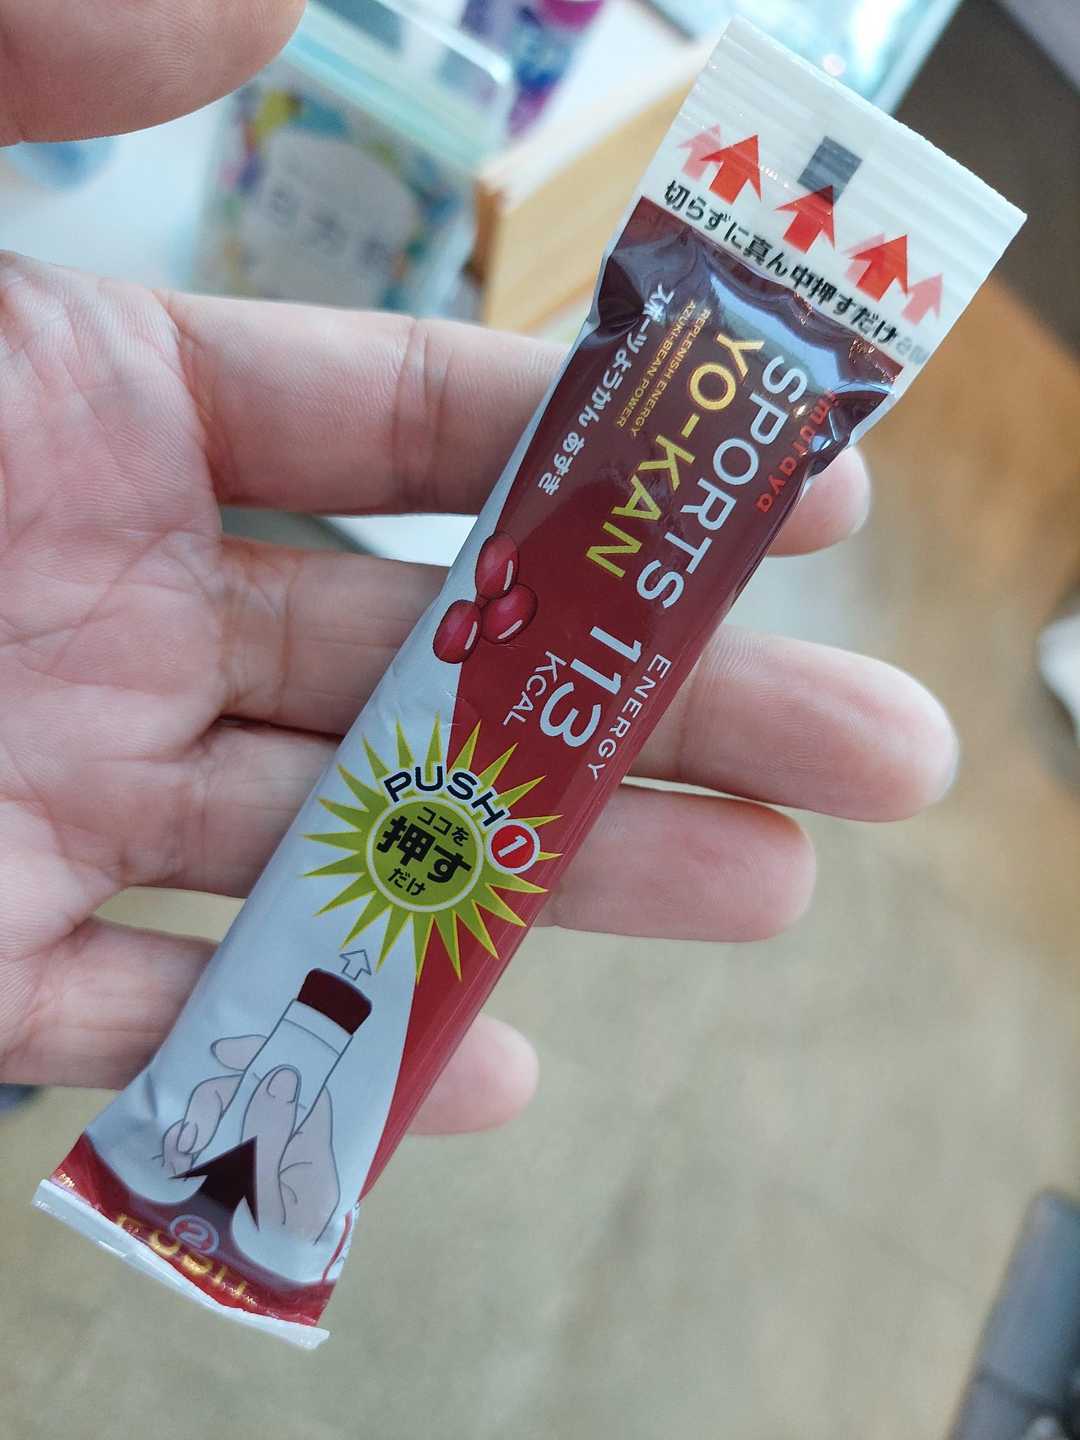 切らずに真ん中押すだけ
imuraya
SPORTS
YO-KAN
REPLENISH ENERGY
AZUKI-BEAN POWER
スポーツようかん あずき
ENERGY
113
KCAL
PUSH 1
ココを
押す
だけ
2
PUSH